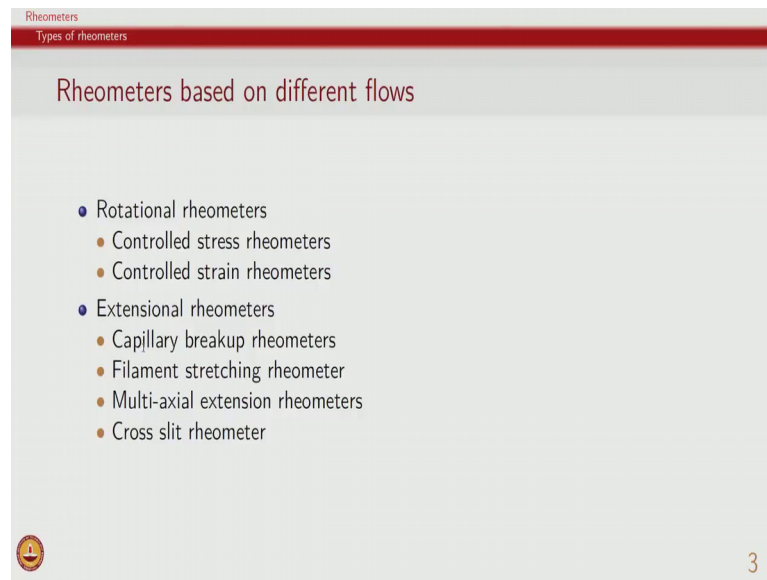 Rheometers
Types of rheometers
Rheometers based on different flows
Rotational rheometers
Controlled stress rheometers
Controlled strain rheometers
Extensional rheometers
Capillary breakup rheometers
Filament stretching rheometer
Multi-axial extension rheometers
Cross slit rheometer
3